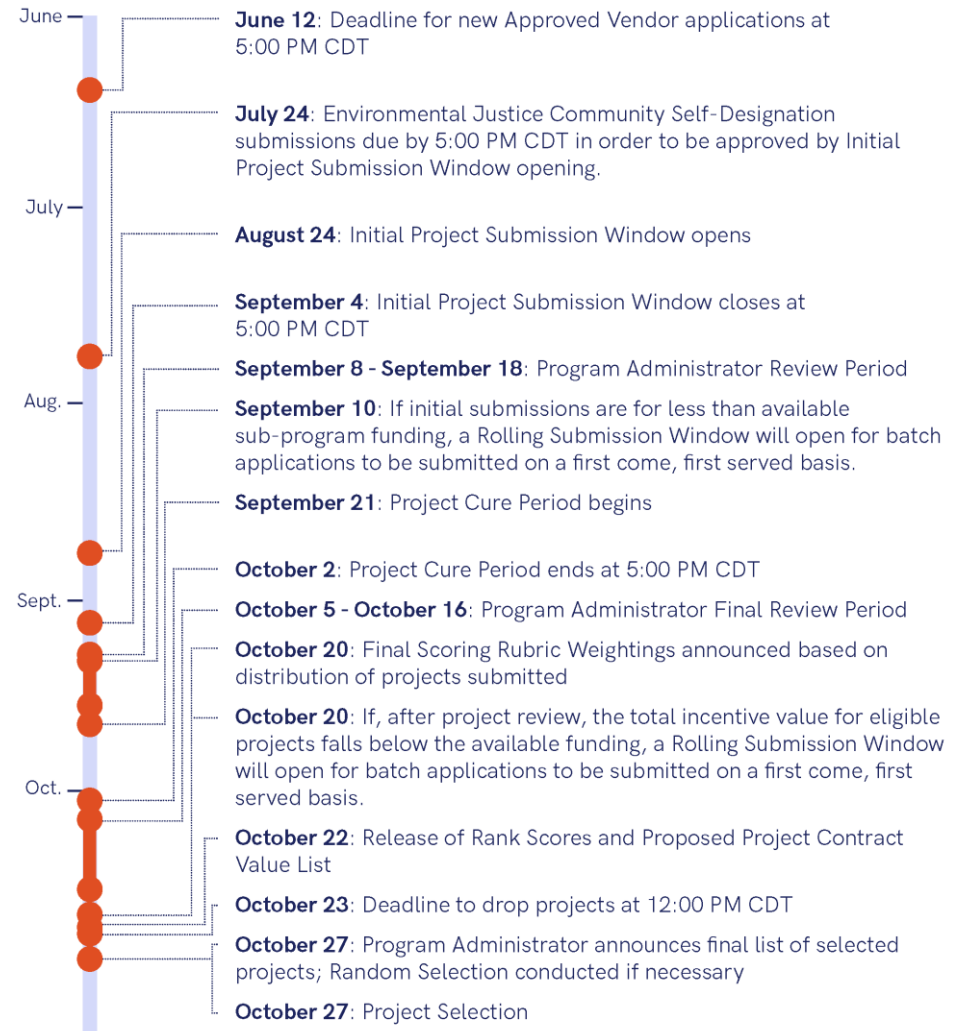 June
June 12: Deadline for new Approved Vendor applications at
5:00 PM CDT
July 24: Environmental Justice Community Self-Designation
submissions due by 5:00 PM CDT in order to be approved by Initial
Project Submission Window opening.
July
August 24: Initial Project Submission Window opens
September 4: Initial Project Submission Window closes at
5:00 PM CDT
September 8 - September 18: Program Administrator Review Period
Aug.
September 10: If initial submissions are for less than available
sub-program funding, a Rolling Submission Window will open for batch
applications to be submitted on a first come, first served basis.
September 21: Project Cure Period begins
October 2: Project Cure Period ends at 5:00 PM CDT
Sept.
October 5 - October 16: Program Administrator Final Review Period
October 20: Final Scoring Rubric Weightings announced based on
distribution of projects submitted
October 20: If, after project review, the total incentive value for eligible
projects falls below the available funding, a Rolling Submission Window
will open for batch applications to be submitted on a first come, first
served basis.
Oct.
October 22: Release of Rank Scores and Proposed Project Contract
Value List
October 23: Deadline to drop projects at 12:00 PM CDT
October 27: Program Administrator announces final list of selected
projects; Random Selection conducted if necessary
October 27: Project Selection